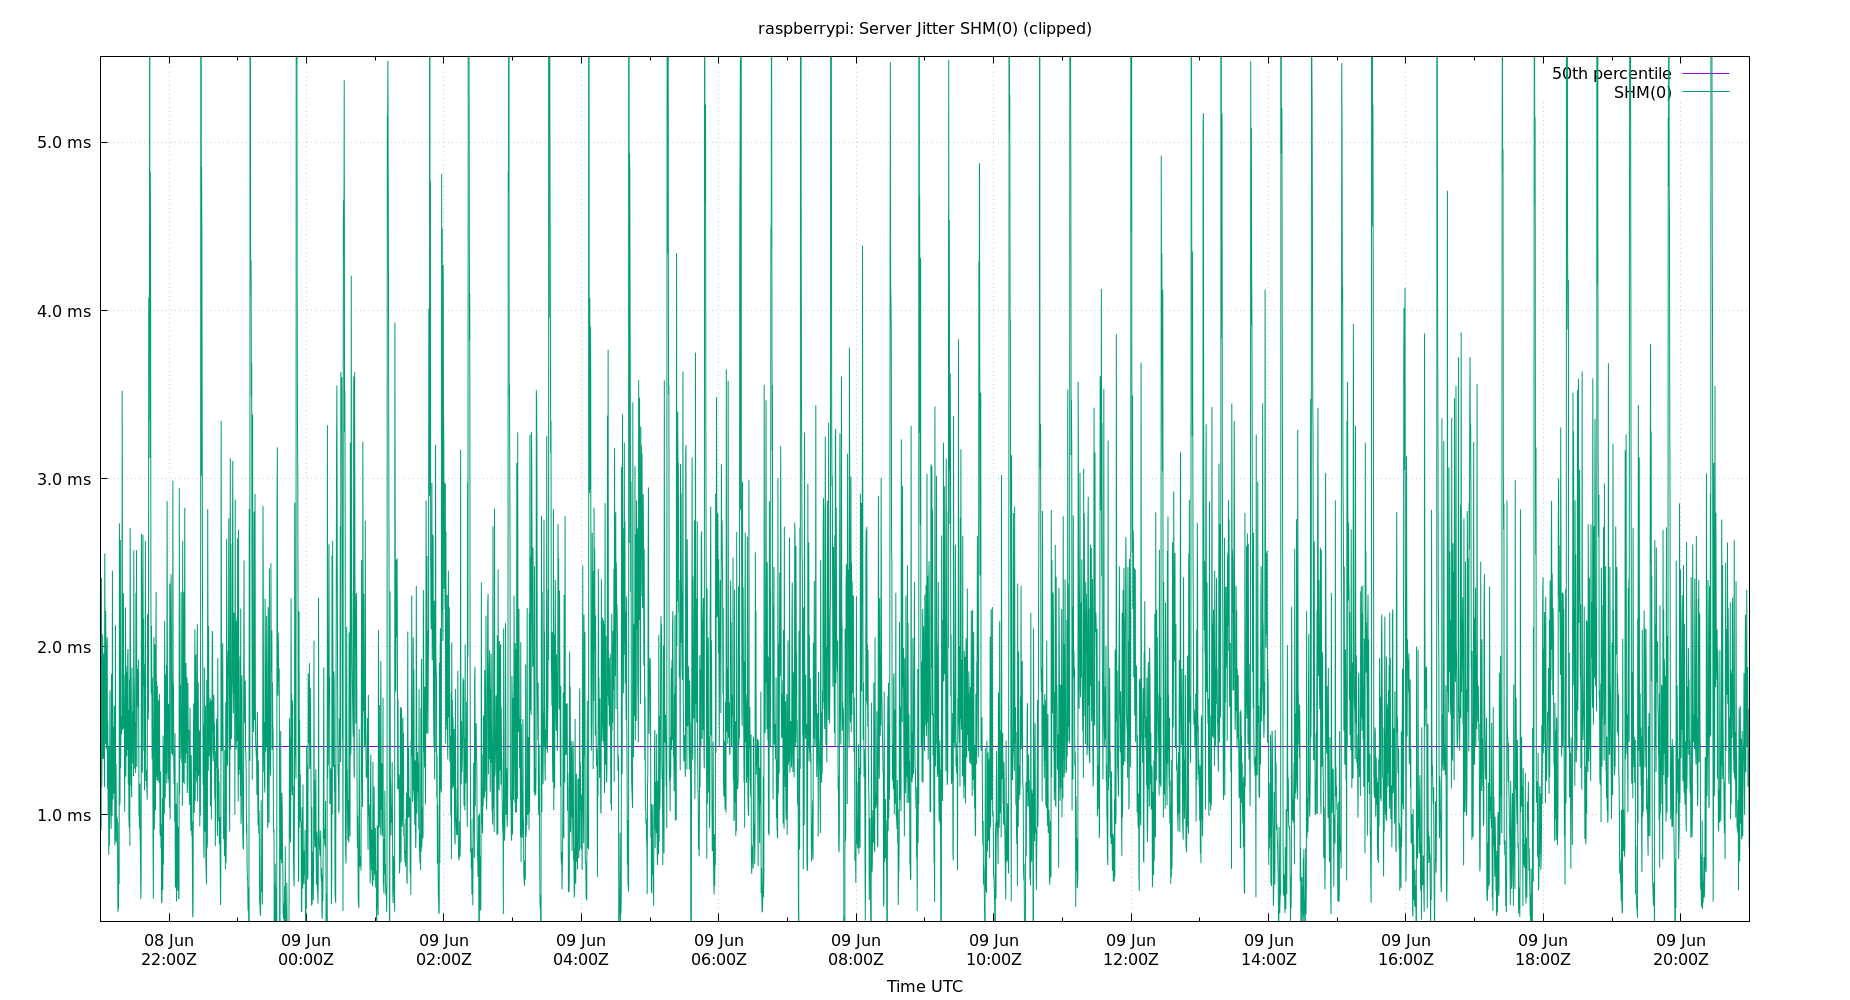 raspberrypi: Server Jitter SHM(0) (clipped)
50th percentile
SHM(0)
5.0 ms
4.0 ms
3.0 ms
2.0 ms
1.0 ms
08 Jun 09 Jun 09 Jun 09 Jun 09 Jun 09 Jun 09 Jun 09 Jun 09 Jun 09 Jun 09 Jun 09 Jun
22:00Z 00:00Z 02:00Z 04:00Z 06:00Z 08:00Z 10:00Z 12:00Z 14:00Z 16:00Z 18:00Z 20:00Z
Time UTC